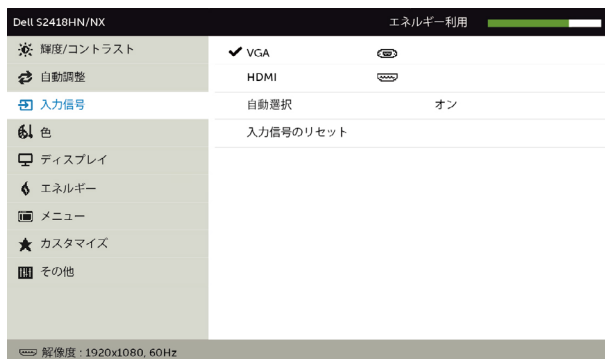 Dell S2418HN/NX エネルギー利用
輝度/コントラスト
自動調整
入力信号
色
ディスプレイ
エネルギー
メニュー
カスタマイズ
その他
VGA
HDMI
自動選択 オン
入力信号のリセット
解像度 : 1920x1080, 60Hz